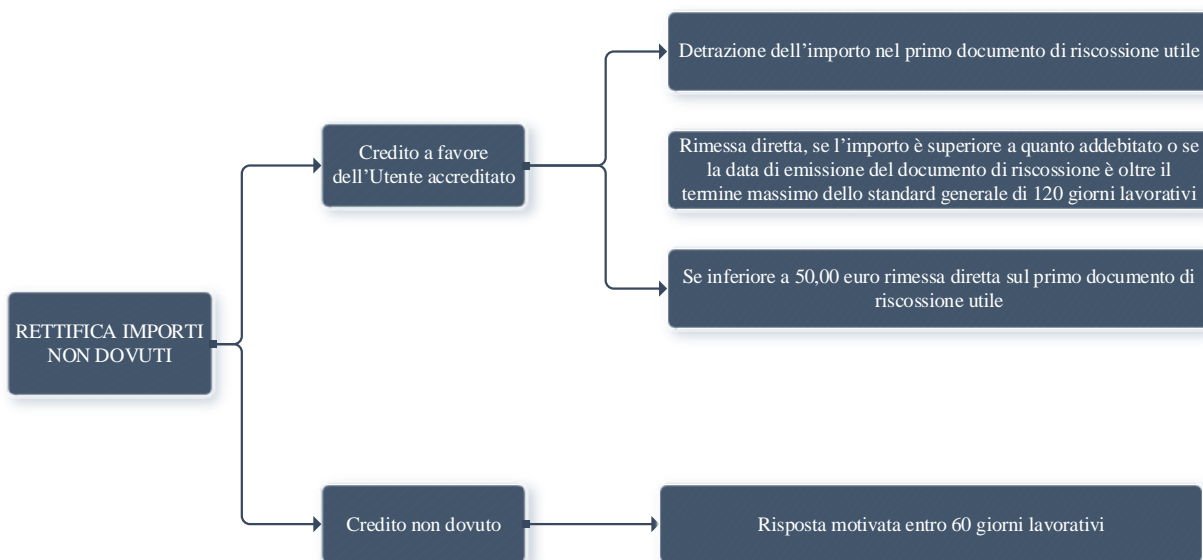 RETTIFICA IMPORTI
NON DOVUTI
Credito a favore
dell’Utente accreditato
Detrazione dell’importo nel primo documento di riscossione utile
Rimessa diretta, se l’importo è superiore a quanto addebitato o se
la data di emissione del documento di riscossione è oltre il
termine massimo dello standard generale di 120 giorni lavorativi
Se inferiore a 50,00 euro rimessa diretta sul primo documento di
riscossione utile
Credito non dovuto
Risposta motivata entro 60 giorni lavorativi